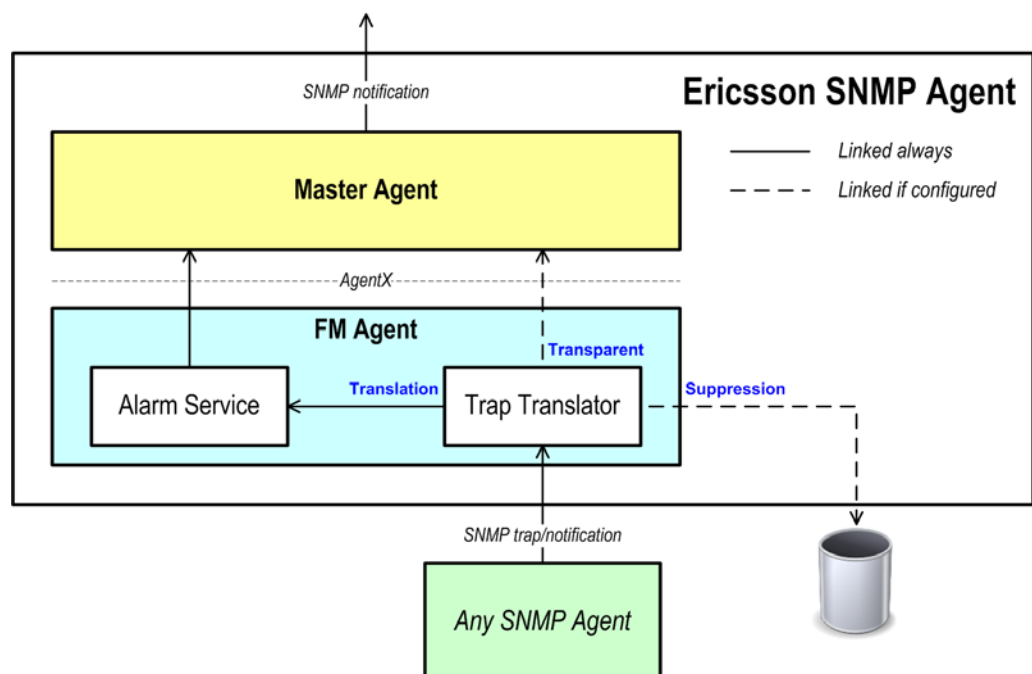 SNMP notification
Ericsson SNMP Agent
Linked always
Linked if configured
Master Agent
AgentX
FM Agent
Transparent
Translation
Suppression
Alarm Service
Trap Translator
SNMP trap/notification
Any SNMP Agent